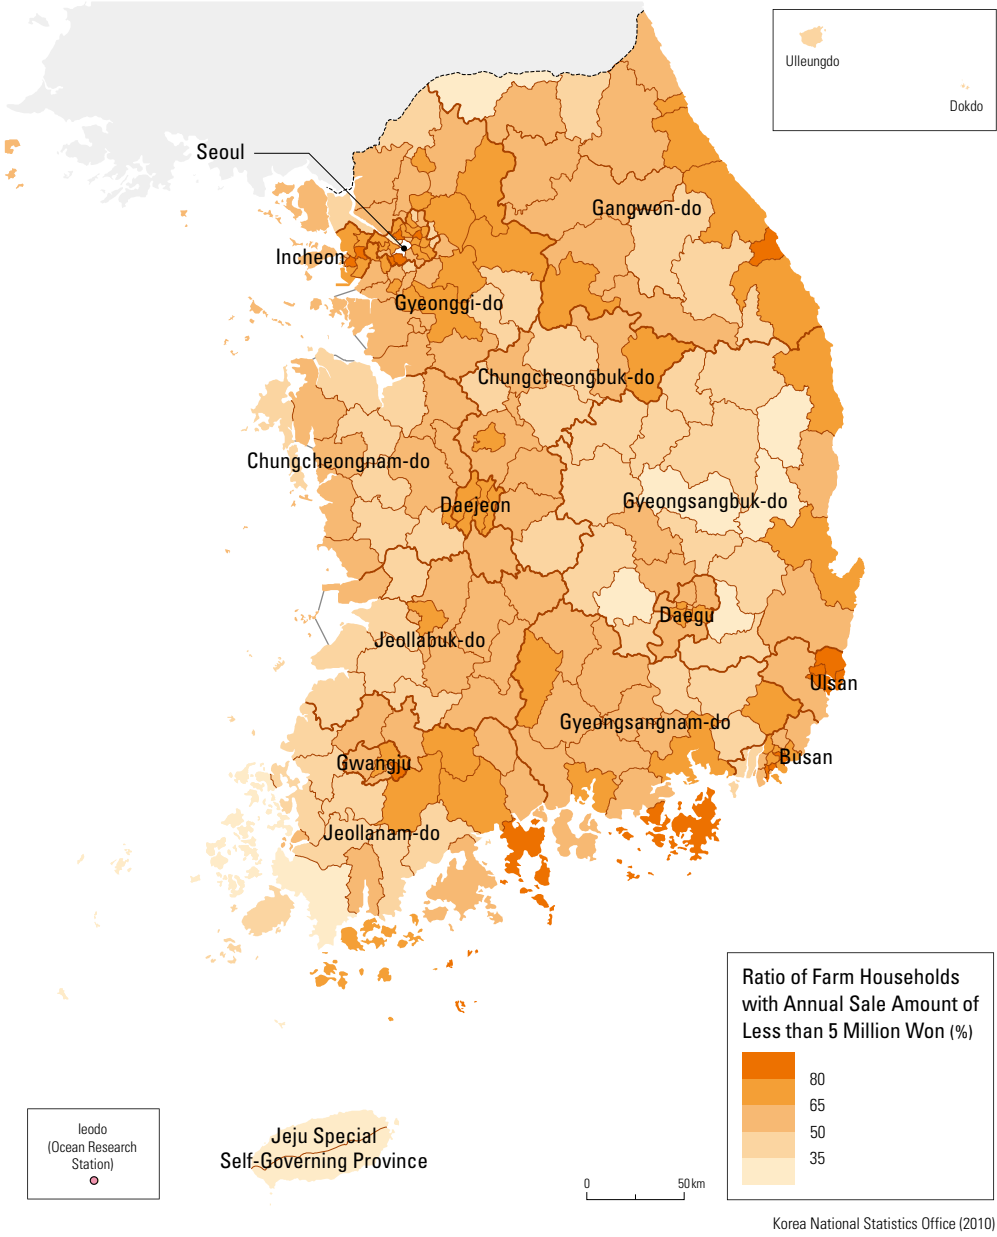 Ulleungdo
Dokdo
Seoul
Gangwon-do
Incheon
Gyeonggi-do
Chungcheongbuk-do
Chungcheongnam-do
Gyeongsangbuk-do
Daejeon
Daegu
Jeollabuk-do
Ulsan
Gyeongsangnam-do
Busan
Gwangju
Jeollanam-do
Ratio of Farm Households
with Annual Sale Amount of
Less than 5 Million Won (%)
80
65
50
35
Ieodo
(Ocean Research
Station)
Jeju Special
Self-Governing Province
0 50 km
Korea National Statistics Office (2010)